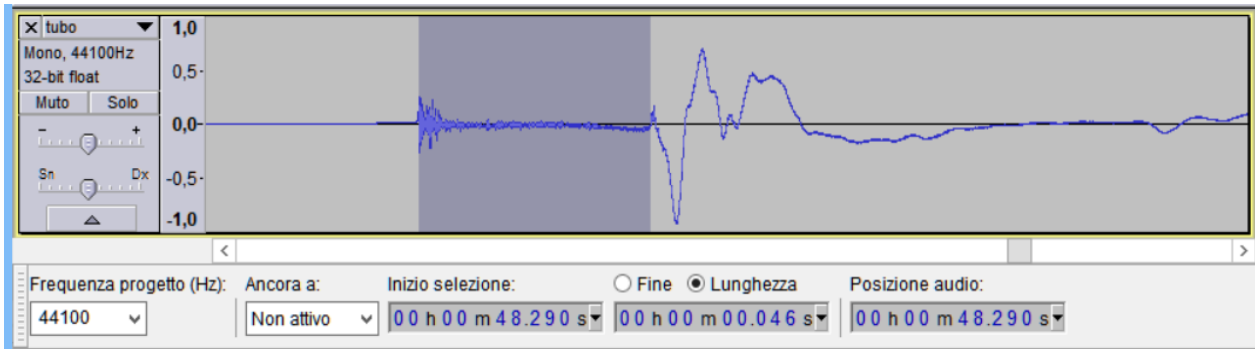 × tubo
Mono, 44100Hz
32-bit float
Muto Solo
- +
Sn Dx
1,0
0,5-
0,0-
-0,5-
-1,0
Frequenza progetto (Hz): Ancora a: Inizio selezione: Fine Lunghezza Posizione audio:
44100 Non attivo 00 h 00 m 48.290 s 00 h 00 m 00.046 s 00 h 00 m 48.290 s